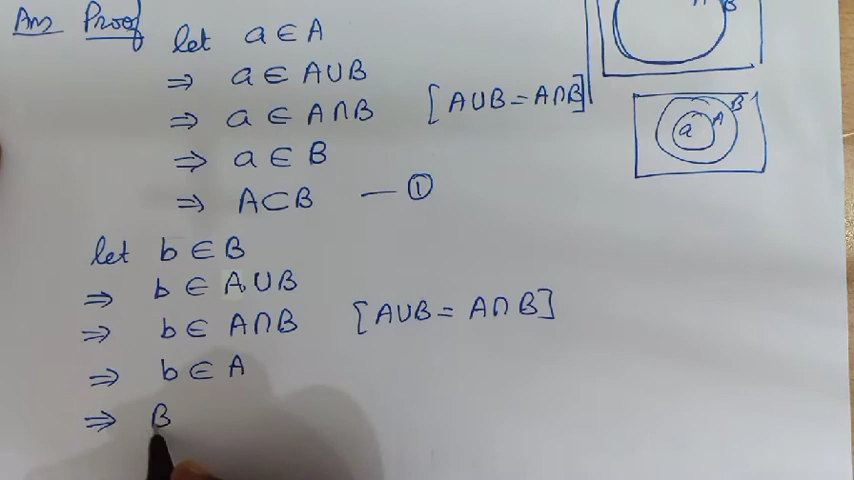 Ans Proof
let a ∈ A
⇒ a ∈ A∪B
⇒ a ∈ A∩B [A∪B = A∩B]
⇒ a ∈ B
⇒ A⊂B — ①
let b ∈ B
⇒ b ∈ A∪B
⇒ b ∈ A∩B [A∪B = A∩B]
⇒ b ∈ A
⇒ B
A B
a A B